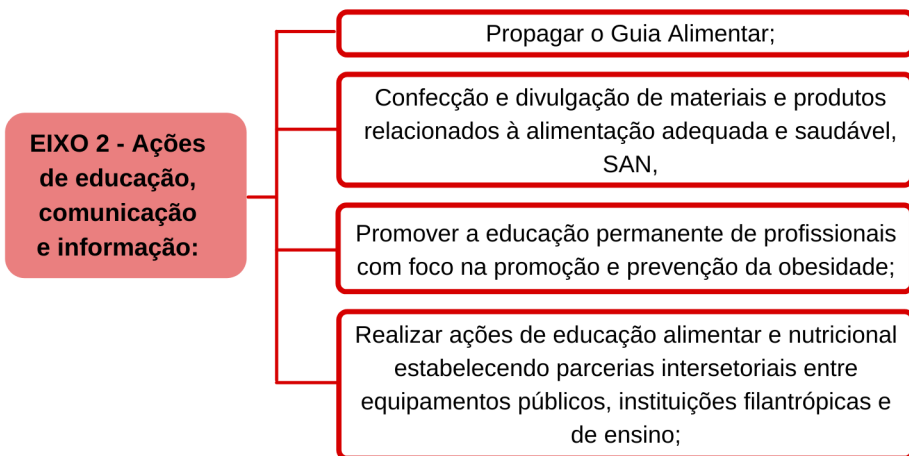 EIXO 2 - Ações
de educação,
comunicação
e informação:
Propagar o Guia Alimentar;
Confecção e divulgação de materiais e produtos
relacionados à alimentação adequada e saudável,
SAN,
Promover a educação permanente de profissionais
com foco na promoção e prevenção da obesidade;
Realizar ações de educação alimentar e nutricional
estabelecendo parcerias intersetoriais entre
equipamentos públicos, instituições filantrópicas e
de ensino;